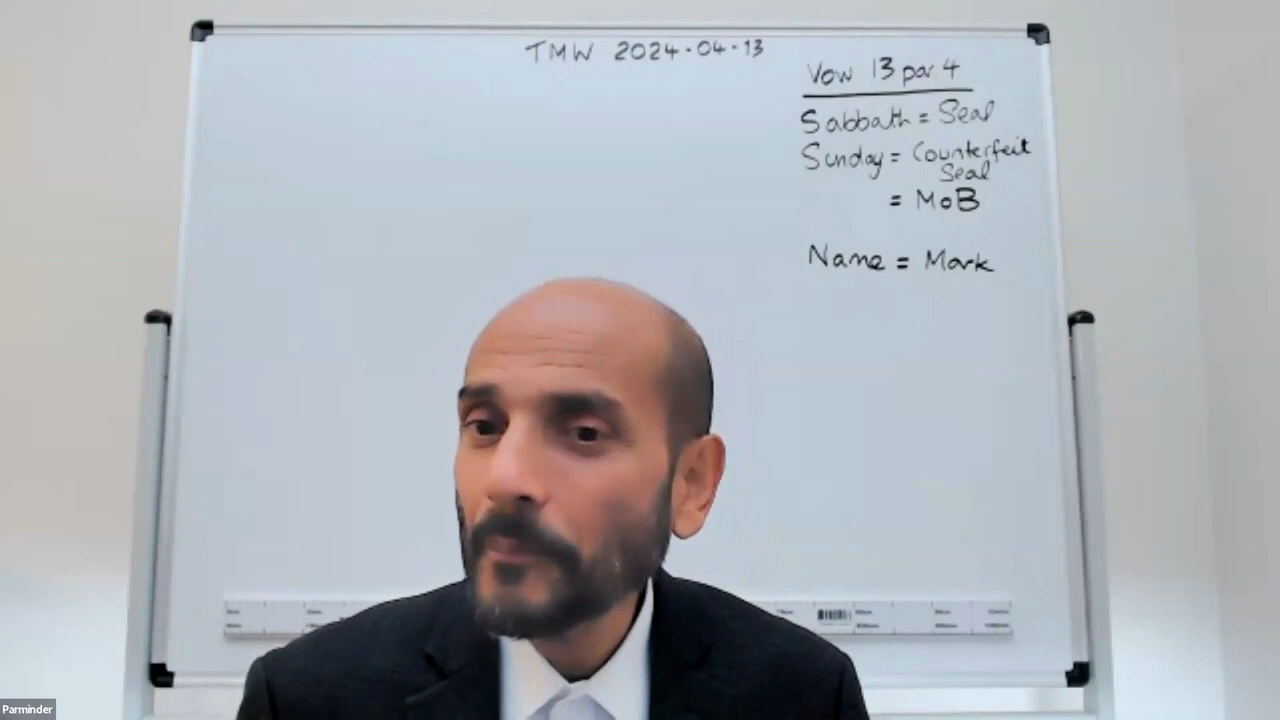 TMW 2024-04-13
Vow 13 par 4
Sabbath = Seal
Sunday = Counterfeit
Seal
= MoB
Name = Mark
Parminder